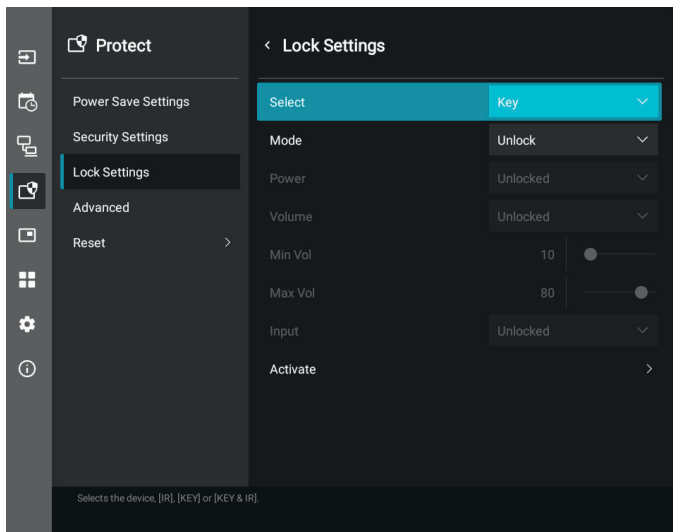 Protect
Power Save Settings
Security Settings
Lock Settings
Advanced
Reset
Lock Settings
Select Key
Mode Unlock
Power Unlocked
Volume Unlocked
Min Vol 10
Max Vol 80
Input Unlocked
Activate
Selects the device, [IR], [KEY] or [KEY & IR].